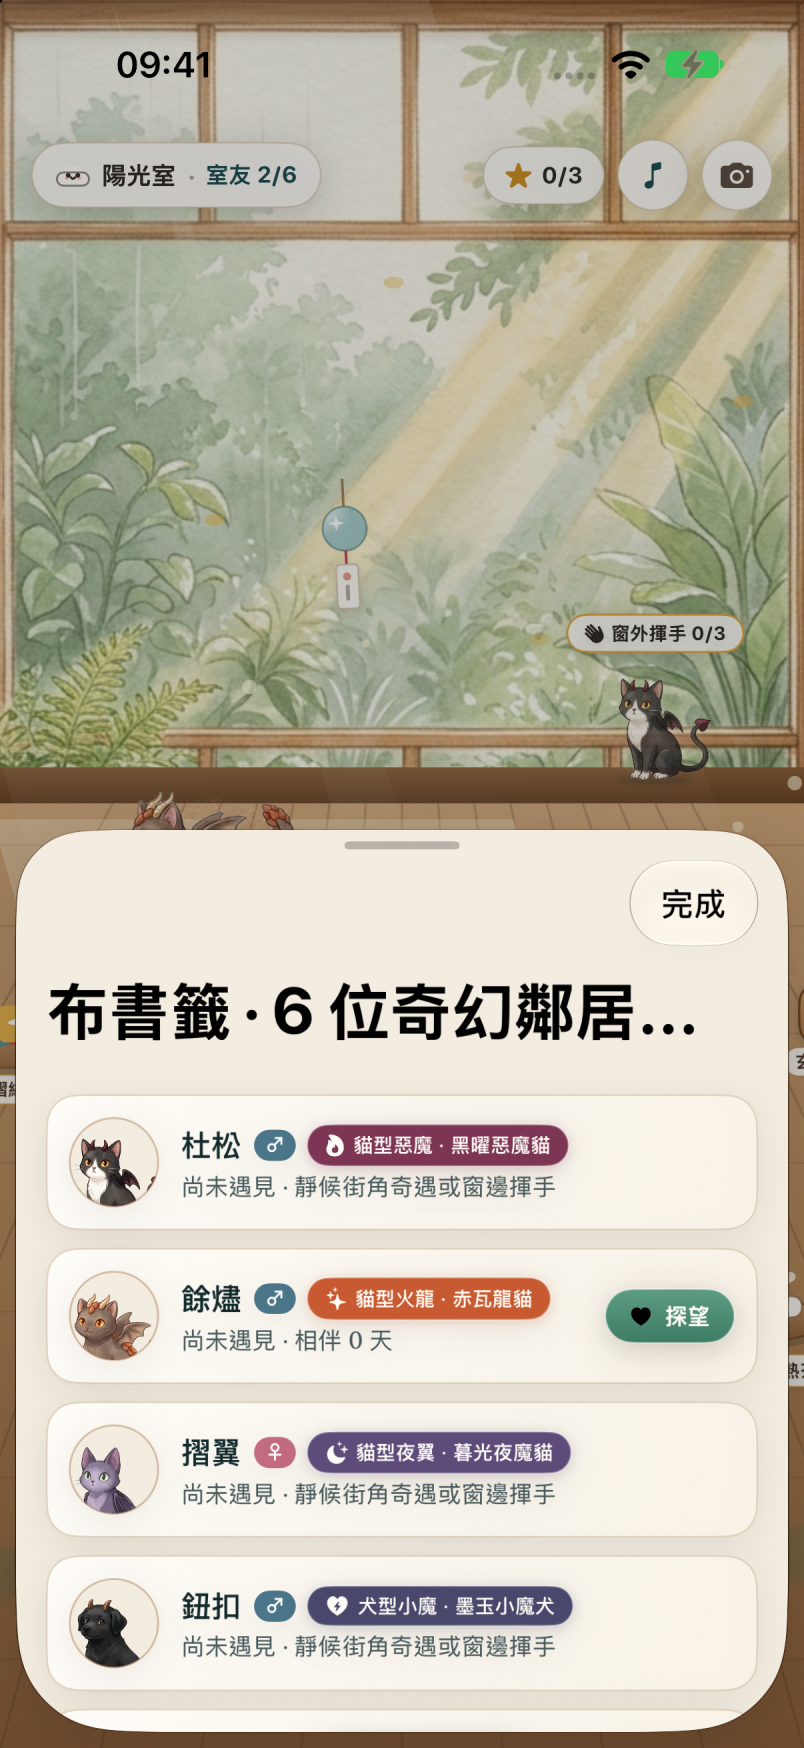 09:41
陽光室 · 室友 2/6
0/3
窗外揮手 0/3
完成
布書籤 · 6 位奇幻鄰居...
杜松 ♂ 貓型惡魔 · 黑曜惡魔貓
尚未遇見 · 靜候街角奇遇或窗邊揮手
餘燼 ♂ 貓型火龍 · 赤瓦龍貓
尚未遇見 · 相伴 0 天
探望
摺翼 ♀ 貓型夜翼 · 暮光夜魔貓
尚未遇見 · 靜候街角奇遇或窗邊揮手
鈕扣 ♂ 犬型小魔 · 墨玉小魔犬
尚未遇見 · 靜候街角奇遇或窗邊揮手